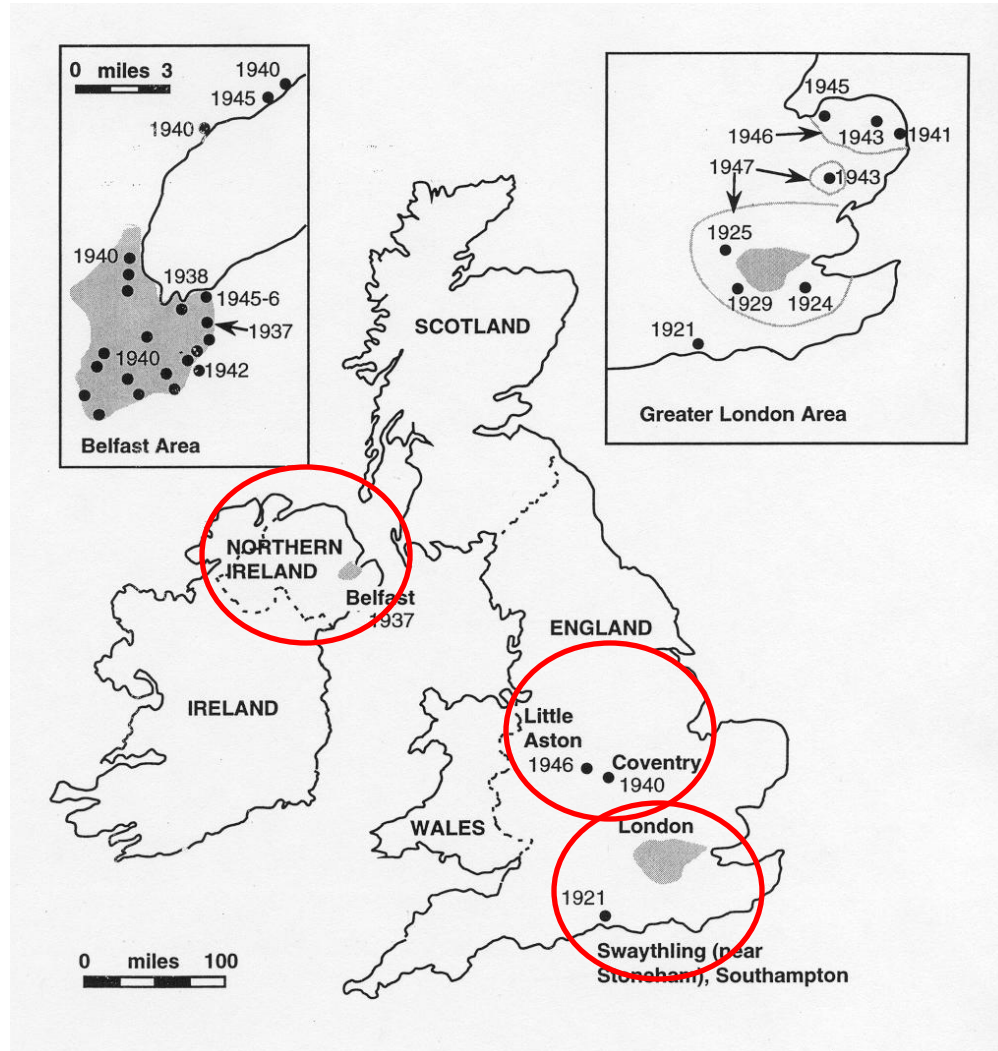 0 miles 3
1940
1945
1940
1940
1938
1945-6
1937
1940
1942
Belfast Area
1945
1946
1943
1941
1947
1943
1925
1929
1924
1921
Greater London Area
SCOTLAND
NORTHERN
IRELAND
Belfast
1937
ENGLAND
IRELAND
Little
Aston
1946
Coventry
1940
WALES
London
1921
Swaythling (near
Stoneham), Southampton
0 miles 100